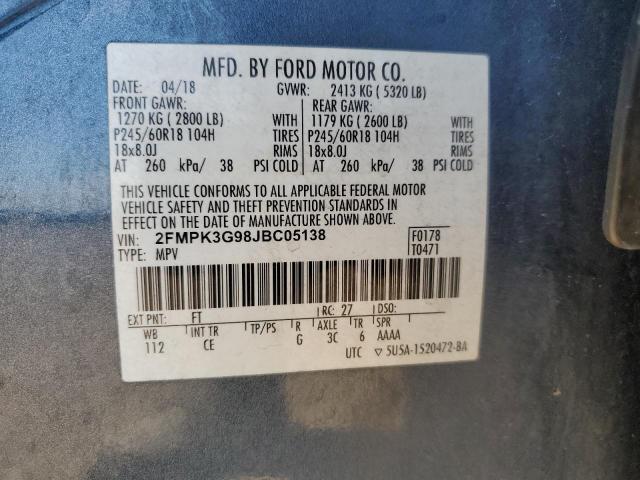 MFD. BY FORD MOTOR CO.
DATE: 04/18 GVWR: 2413 KG ( 5320 LB)
FRONT GAWR: REAR GAWR:
1270 KG ( 2800 LB) WITH 1179 KG ( 2600 LB) WITH
P245/60R18 104H TIRES P245/60R18 104H TIRES
18x8.0J RIMS 18x8.0J RIMS
AT 260 kPa/ 38 PSI COLD AT 260 kPa/ 38 PSI COLD
THIS VEHICLE CONFORMS TO ALL APPLICABLE FEDERAL MOTOR
VEHICLE SAFETY AND THEFT PREVENTION STANDARDS IN
EFFECT ON THE DATE OF MANUFACTURE SHOWN ABOVE.
VIN: 2FMPK3G98JBC05138 F0178
TYPE: MPV T0471
EXT PNT: FT RC: 27 DSO:
WB INT TR TP/PS R AXLE TR SPR
112 CE G 3C 6 AAAA
UTC ▽ 5U5A-1520472-BA